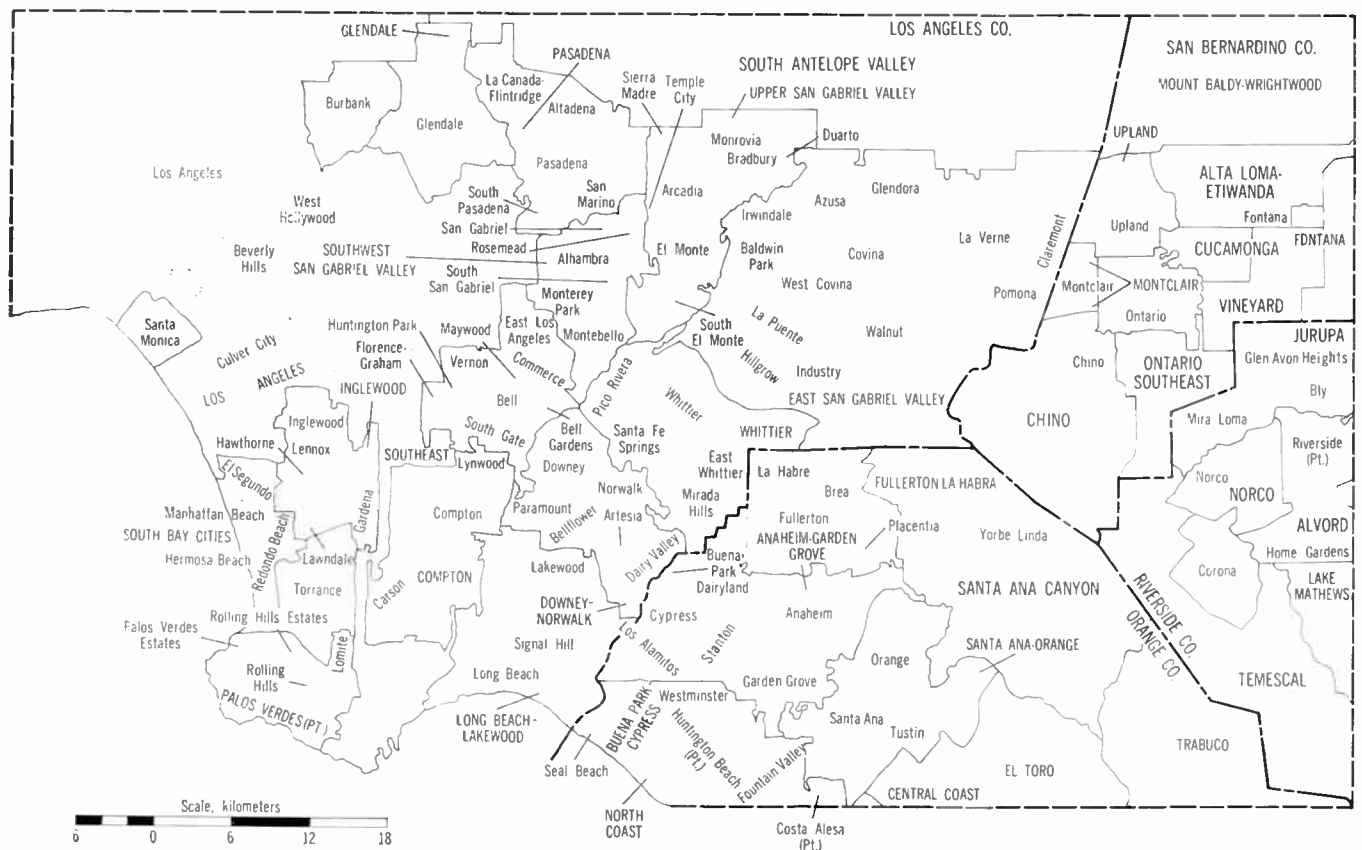 GLENDALE
LOS ANGELES CO.
SAN BERNARDINO CO.
PASADENA
SOUTH ANTELOPE VALLEY
MOUNT BALDY-WRIGHTWOOD
La Canada-
Flintridge
Sierra
Madre
Temple
City
UPPER SAN GABRIEL VALLEY
Burbank
Glendale
Altadena
Monrovia
Bradbury
Duarto
UPLAND
Los Angeles
Pasadena
ALTA LOMA-
ETIWANDA
West
Hollywood
South
Pasadena
San
Marino
Arcadia
Azusa
Glendora
Irwindale
Upland
Fontana
San Gabriel
Rosemead
La Verne
Claremont
CUCAMONGA
FONTANA
Beverly
Hills
SOUTHWEST
SAN GABRIEL VALLEY
Alhambra
El Monte
Baldwin
Park
Covina
South
San Gabriel
West Covina
Pomona
Montclair
MONTCLAIR
Monterey
Park
VINEYARD
Santa
Monica
Huntington Park
Maywood
East Los
Angeles
Montebello
South
El Monte
La Puente
Walnut
Ontario
JURUPA
Culver City
Florence-
Graham
Vernon
Commerce
Hillgrow
Chino
ONTARIO
SOUTHEAST
Glen Avon Heights
LOS ANGELES
INGLEWOOD
Pico Rivera
Industry
Bly
Bell
EAST SAN GABRIEL VALLEY
Inglewood
Whittier
CHINO
Mira Loma
Hawthorne
Lennox
South Gate
Bell
Gardens
Santa Fe
Springs
WHITTIER
Riverside
(Pt.)
SOUTHEAST
Lynwood
Downey
East
Whittier
La Habre
El Segundo
Norwalk
Brea
FULLERTON LA HABRA
Norco
NORCO
Manhattan Beach
Gardena
Compton
Paramount
Bellflower
Artesia
Mirada
Hills
Fullerton
Placentia
Yorbe Linda
ALVORD
SOUTH BAY CITIES
Redondo Beach
ANAHEIM-GARDEN
GROVE
Hermosa Beach
Lawndale
Lakewood
Dairy Valley
Buena
Park
Dairyland
Home Gardens
Torrance
Carson
COMPTON
Corona
LAKE
MATHEWS
DOWNEY-
NORWALK
Cypress
Anaheim
SANTA ANA CANYON
Rolling Hills Estates
Palos Verdes
Estates
Lomite
Signal Hill
Los Alamitos
Stanton
RIVERSIDE CO.
ORANGE CO.
Orange
SANTA ANA-ORANGE
Rolling
Hills
Long Beach
Garden Grove
TEMESCAL
PALOS VERDES (PT)
LONG BEACH-
LAKEWOOD
BUENA PARK
CYPRESS
Westminster
Santa Ana
Tustin
Huntington Beach
(Pt.)
TRABUCO
Seal Beach
Fountain Valley
EL TORO
CENTRAL COAST
NORTH
COAST
Costa Alesa
(Pt.)
Scale, kilometers
6 0 6 12 18